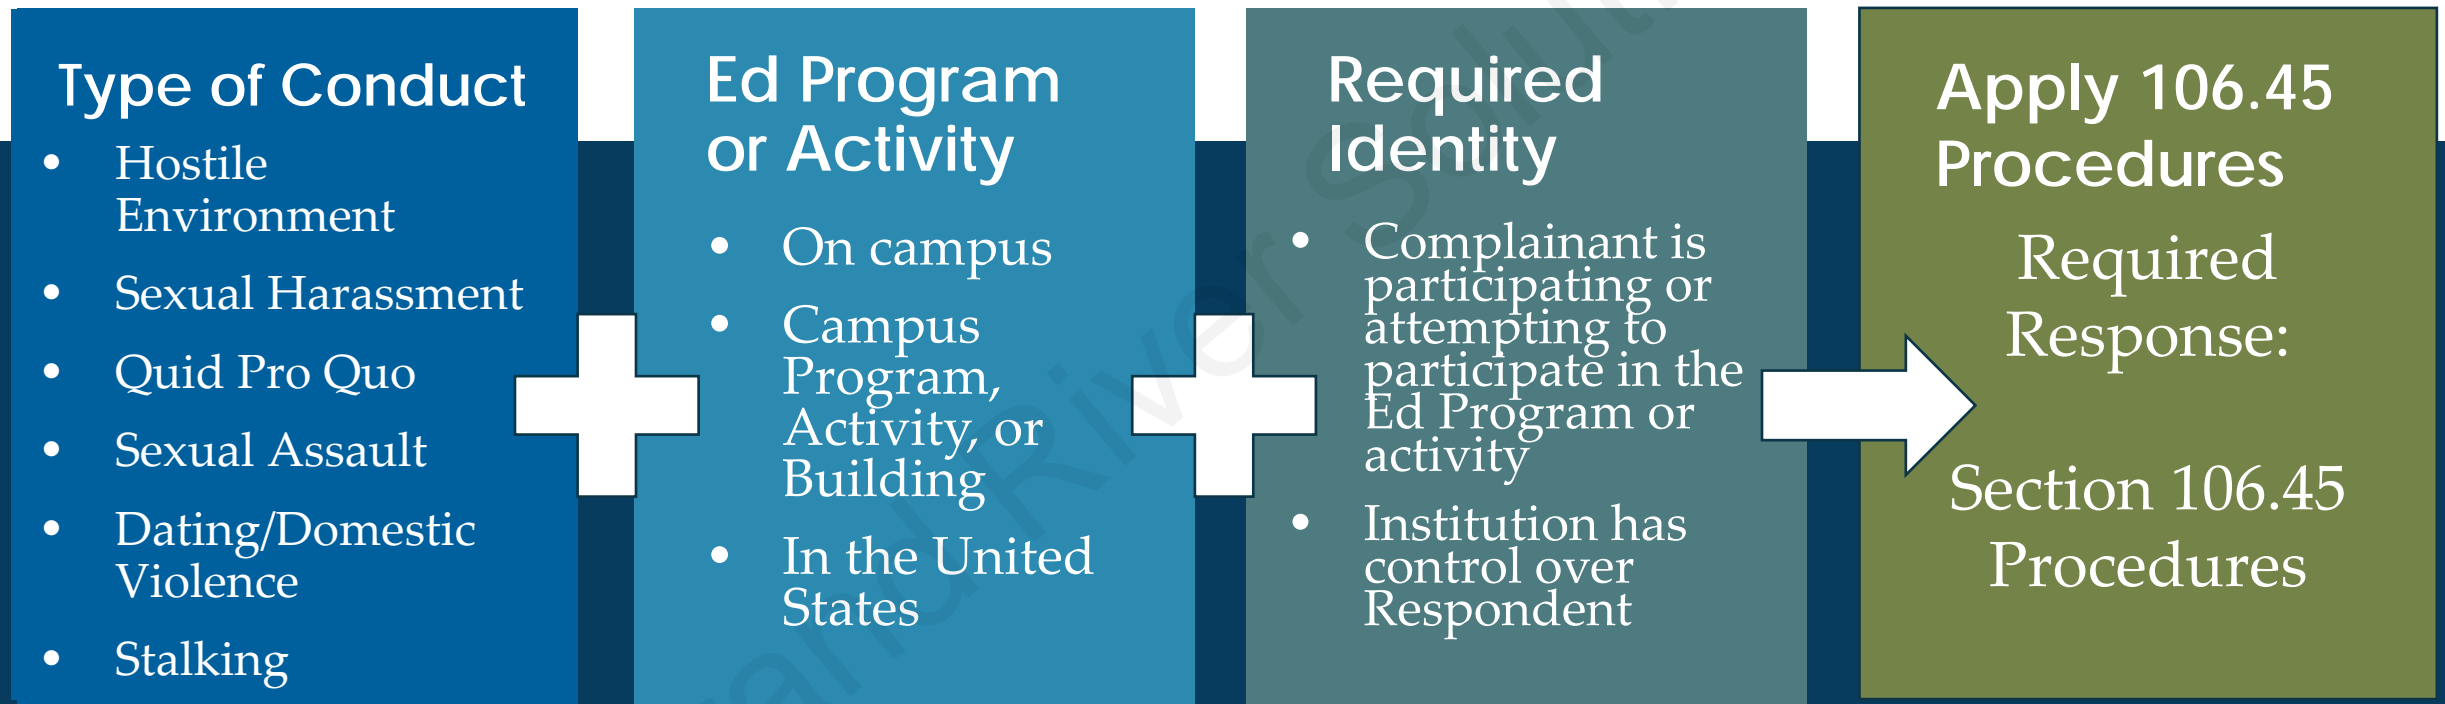 Type of Conduct
• Hostile
Environment
• Sexual Harassment
• Quid Pro Quo
• Sexual Assault
• Dating/Domestic
Violence
• Stalking
Ed Program
or Activity
• On campus
• Campus
Program,
Activity, or
Building
• In the United
States
Required
Identity
• Complainant is
participating or
attempting to
participate in the
Ed Program or
activity
• Institution has
control over
Respondent
Apply 106.45
Procedures
Required
Response:
Section 106.45
Procedures